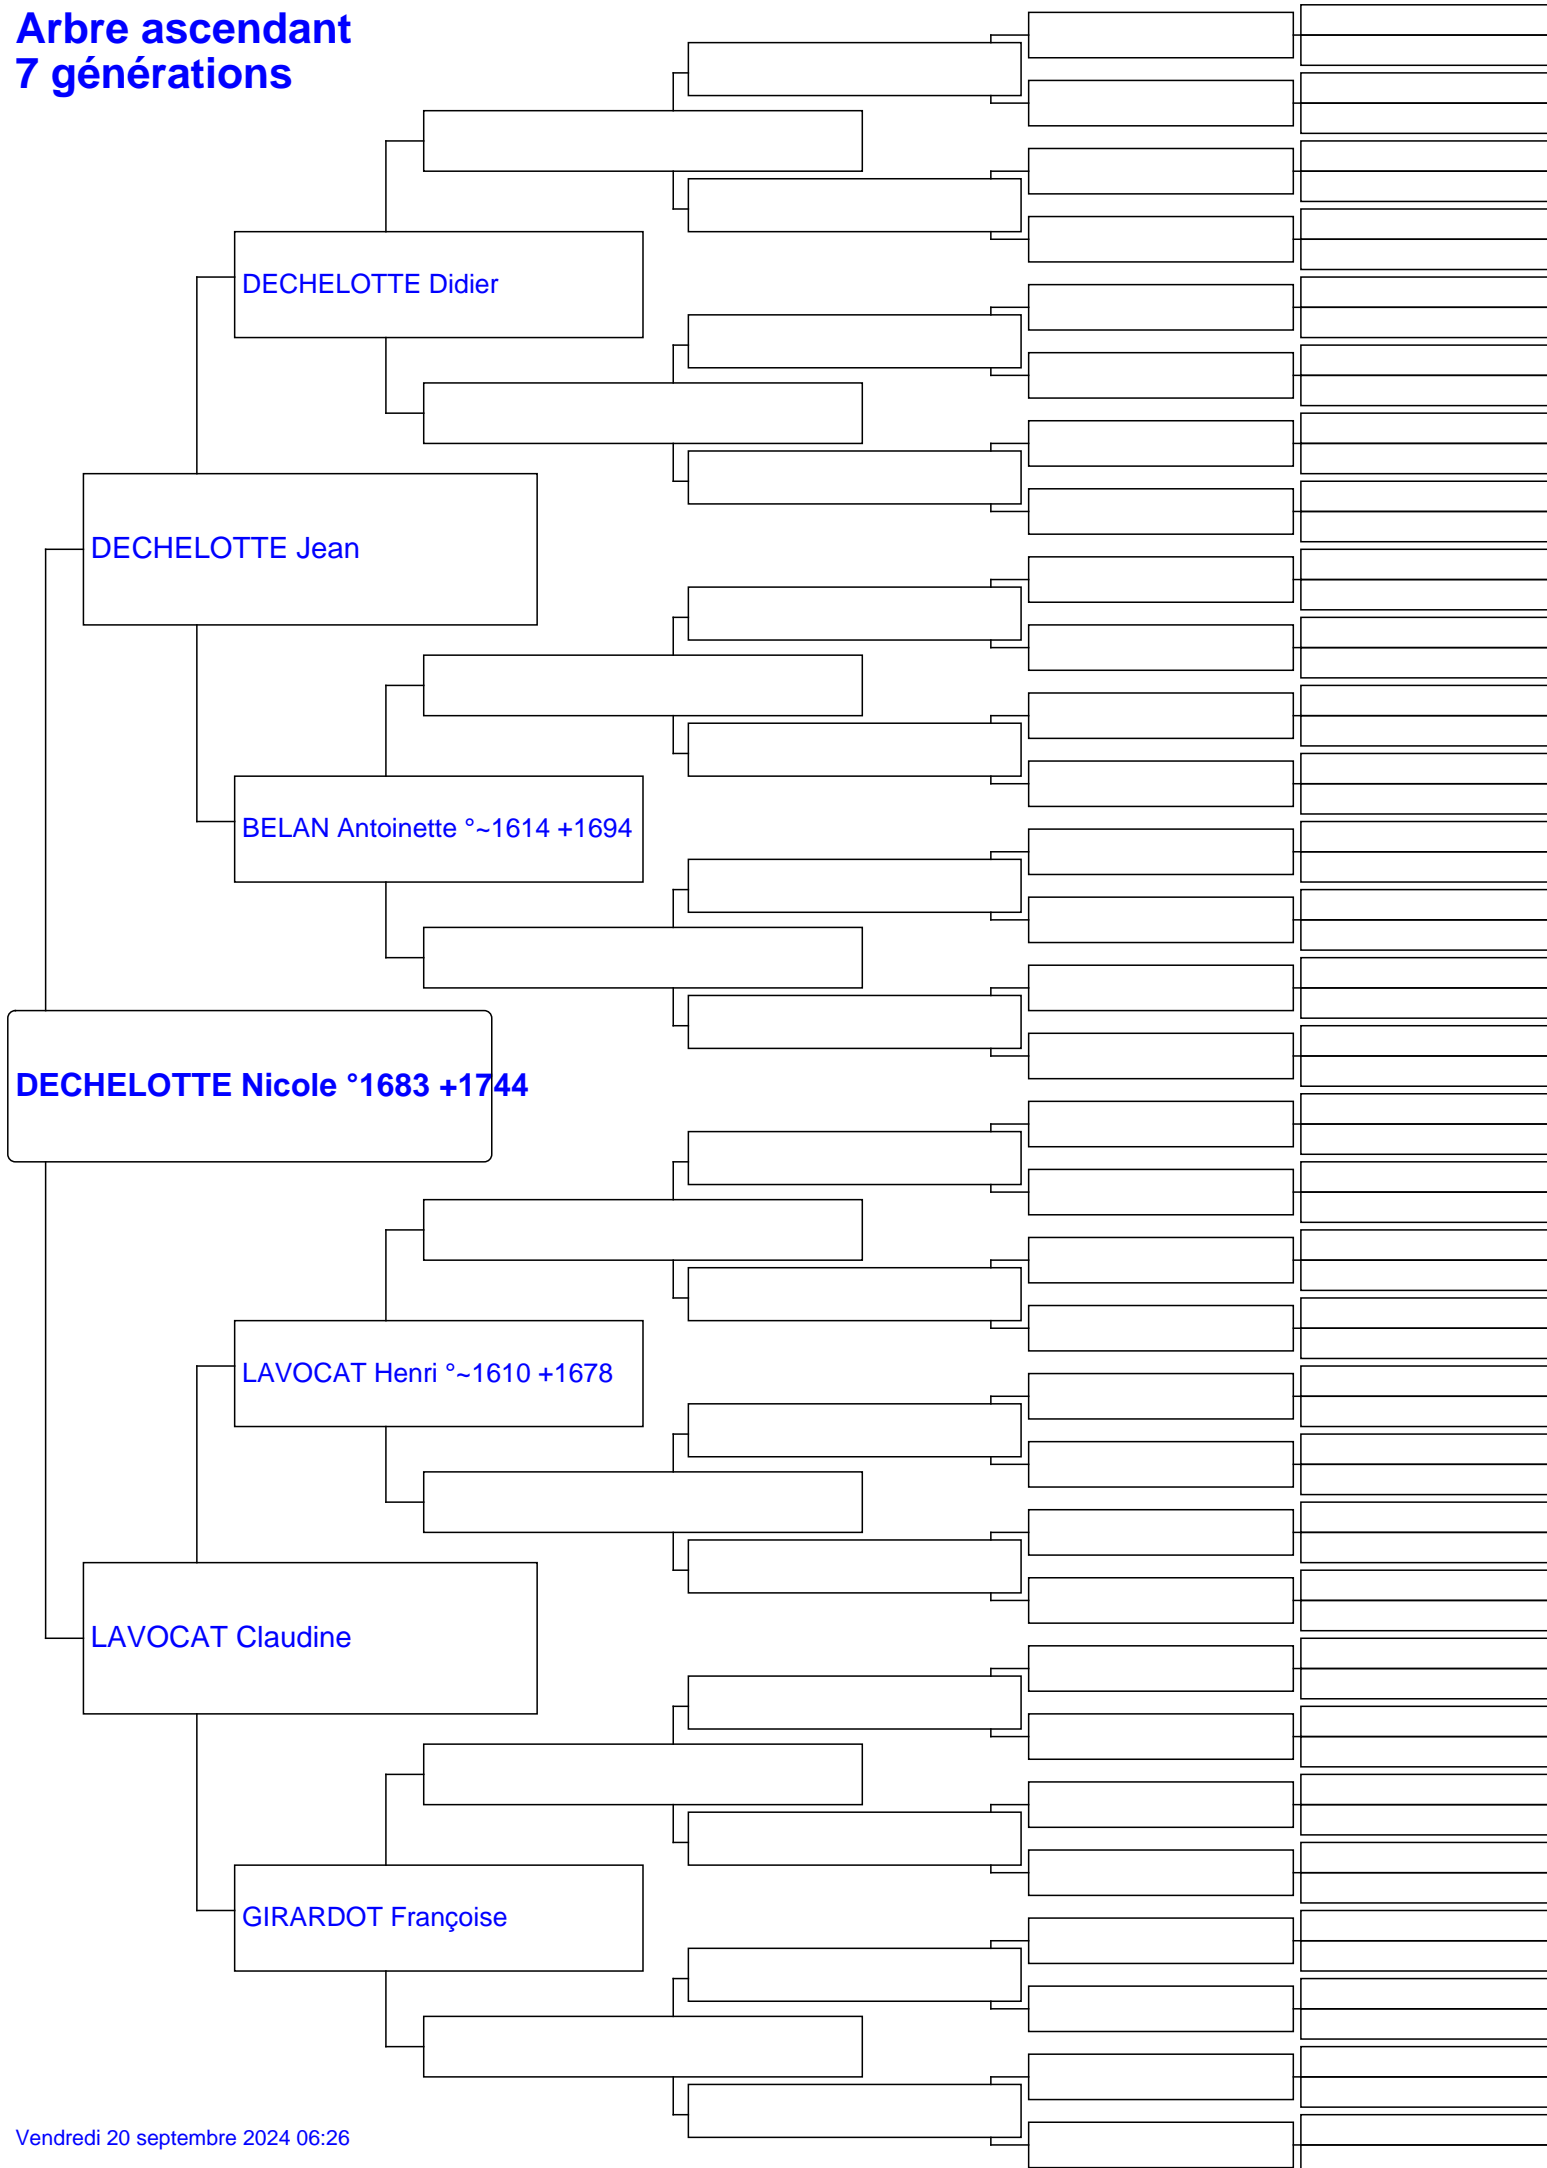 Arbre ascendant
7 générations
DECHELOTTE Didier
DECHELOTTE Jean
BELAN Antoinette °~1614 +1694
DECHELOTTE Nicole °1683 +1744
LAVOCAT Henri °~1610 +1678
LAVOCAT Claudine
GIRARDOT Françoise
Vendredi 20 septembre 2024 06:26